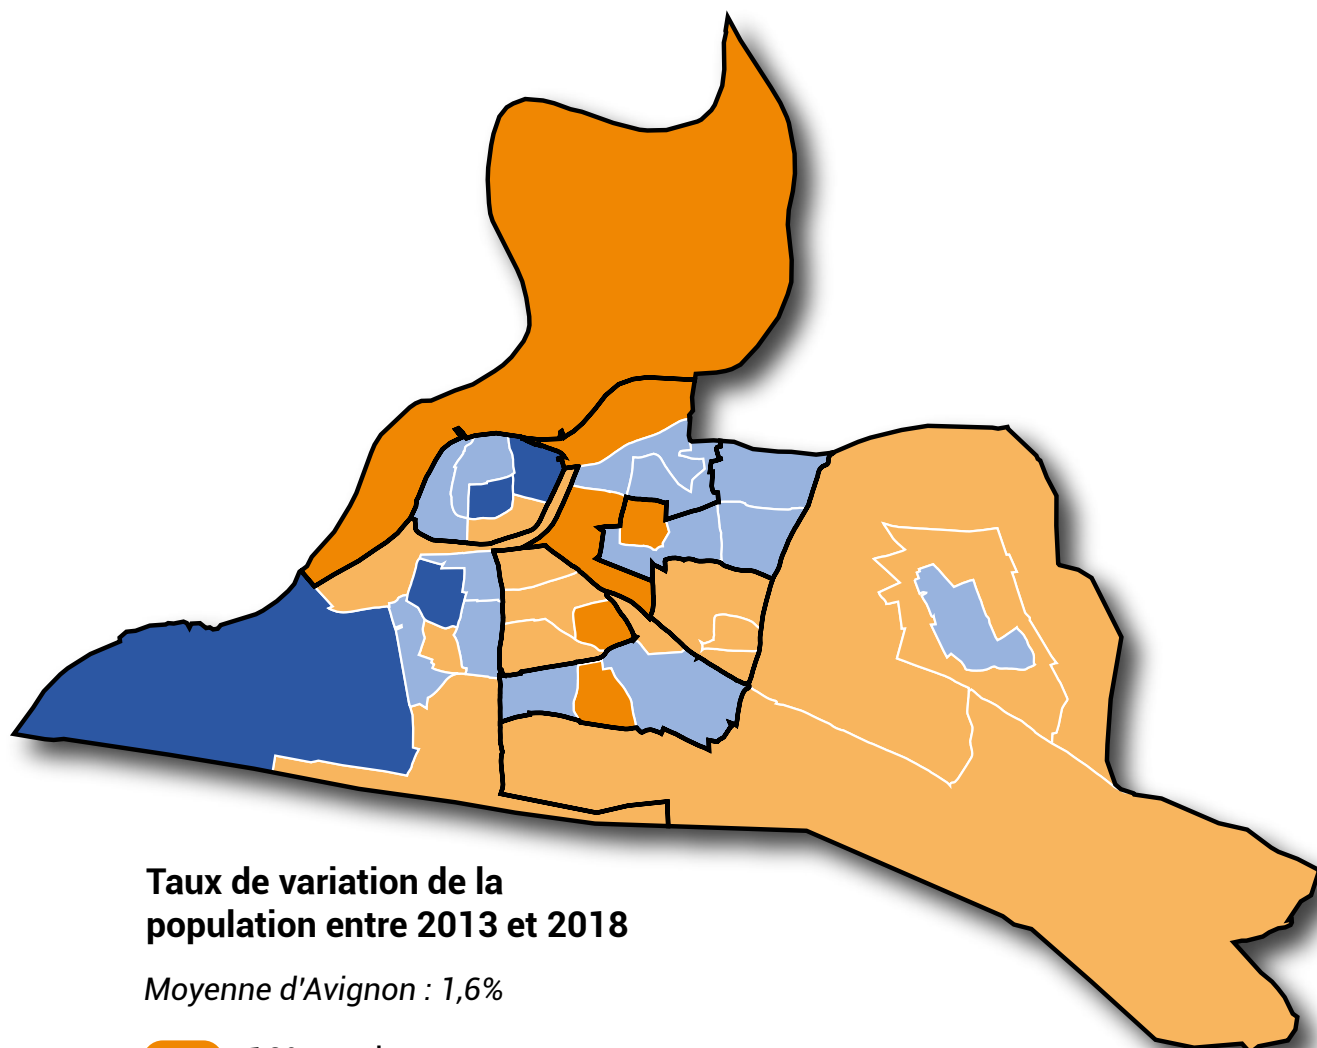 Taux de variation de la
population entre 2013 et 2018
Moyenne d'Avignon : 1,6%